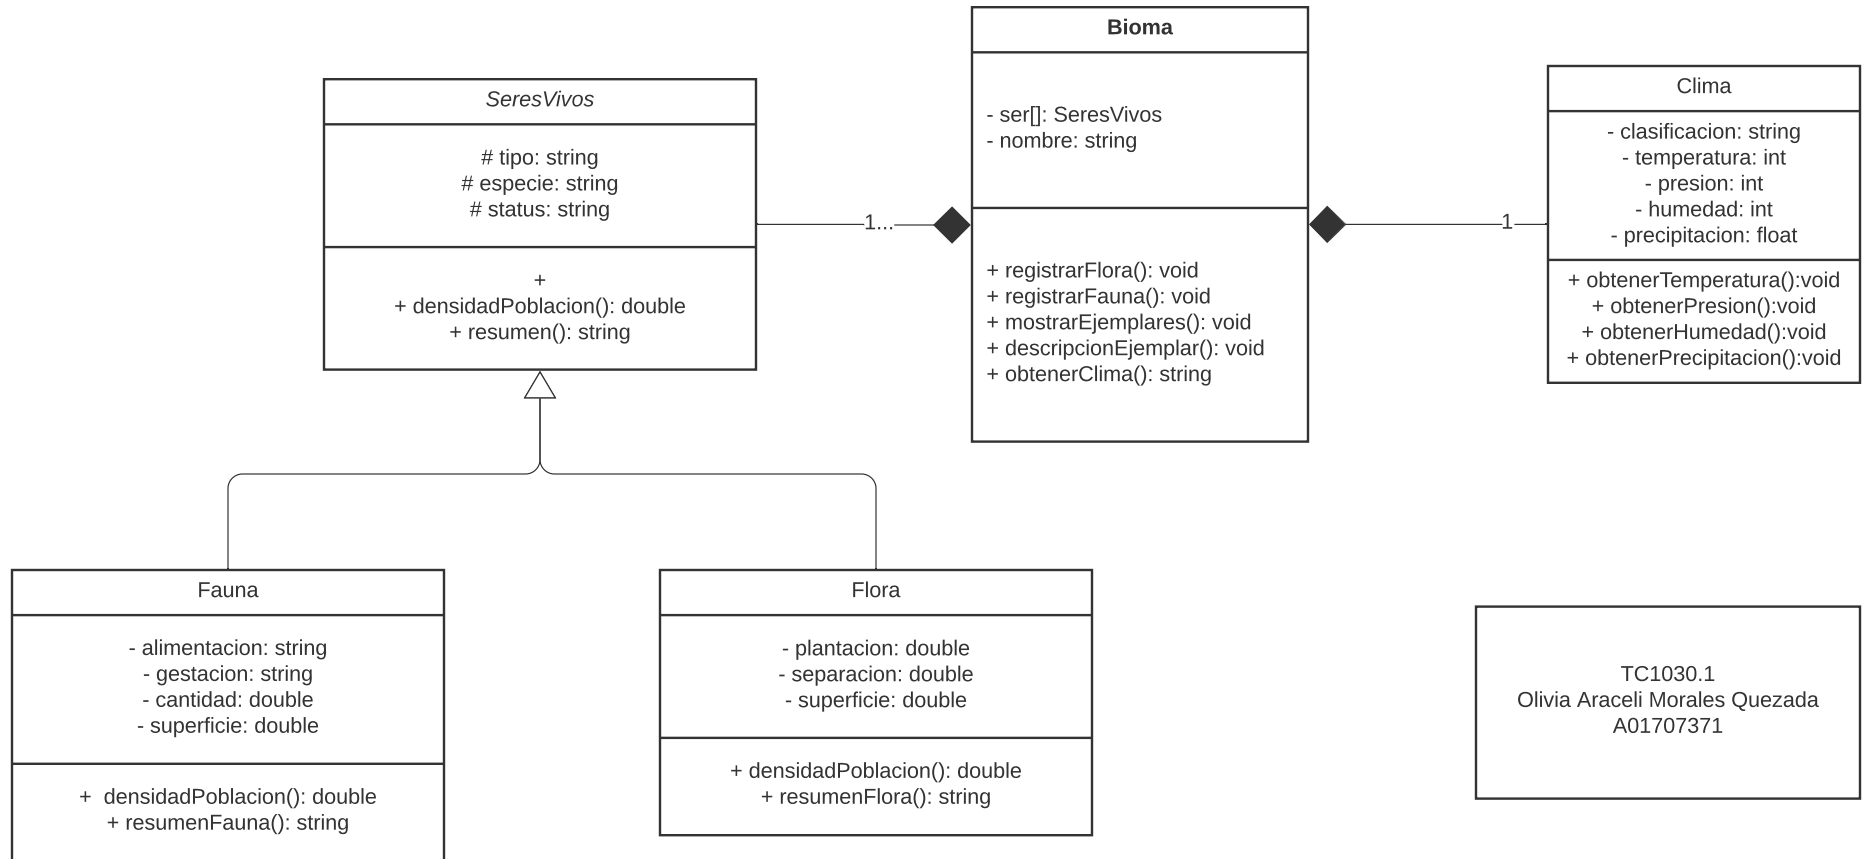 SeresVivos
# tipo: string
# especie: string
# status: string
+
+ densidadPoblacion(): double
+ resumen(): string
1...
Bioma
- ser[]: SeresVivos
- nombre: string
+ registrarFlora(): void
+ registrarFauna(): void
+ mostrarEjemplares(): void
+ descripcionEjemplar(): void
+ obtenerClima(): string
1
Clima
- clasificacion: string
- temperatura: int
- presion: int
- humedad: int
- precipitacion: float
+ obtenerTemperatura():void
+ obtenerPresion():void
+ obtenerHumedad():void
+ obtenerPrecipitacion():void
Fauna
- alimentacion: string
- gestacion: string
- cantidad: double
- superficie: double
+  densidadPoblacion(): double
+ resumenFauna(): string
Flora
- plantacion: double
- separacion: double
- superficie: double
+ densidadPoblacion(): double
+ resumenFlora(): string
TC1030.1
Olivia Araceli Morales Quezada
A01707371